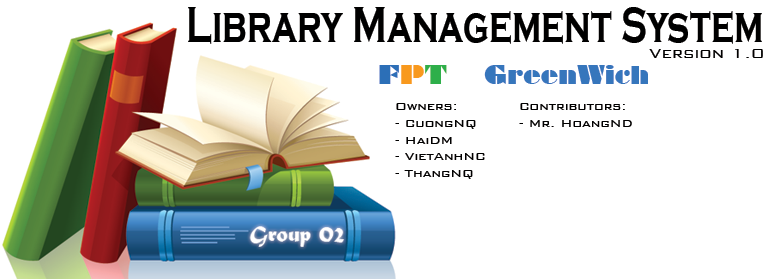 LIBRARY MANAGEMENT SYSTEM
VERSION 1.0
FPT GreenWich
OWNERS: CONTRIBUTORS:
- CUONGNQ - MR. HOANGND
- HAIDM
- VIETANHNC
- THANGNQ
Group 02